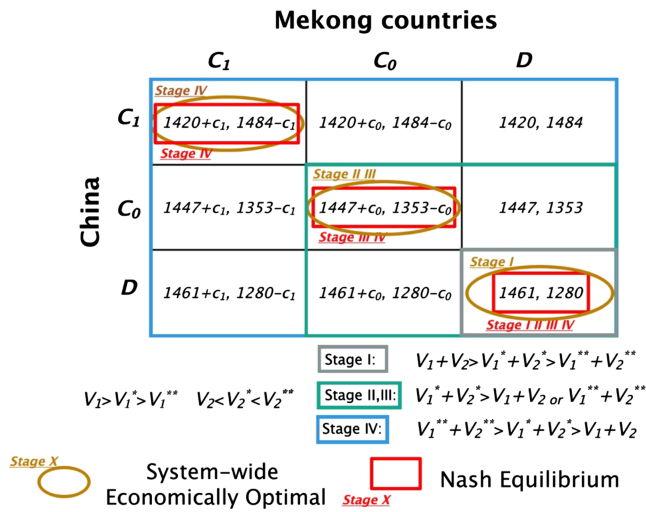 Mekong countries
C₁ C₀ D
China
Stage IV
C₁ 1420+c₁, 1484-c₁ 1420+c₀, 1484-c₀ 1420, 1484
Stage IV
Stage II III
C₀ 1447+c₁, 1353-c₁ 1447+c₀, 1353-c₀ 1447, 1353
Stage III IV
Stage I
D 1461+c₁, 1280-c₁ 1461+c₀, 1280-c₀ 1461, 1280
Stage I II III IV
Stage I: V₁+V₂>V₁*+V₂*>V₁**+V₂**
V₁>V₁*>V₁** V₂<V₂*<V₂** Stage II,III: V₁*+V₂*>V₁+V₂ or V₁**+V₂**
Stage IV: V₁**+V₂**>V₁*+V₂*>V₁+V₂
Stage X System-wide
Economically Optimal
Nash Equilibrium
Stage X